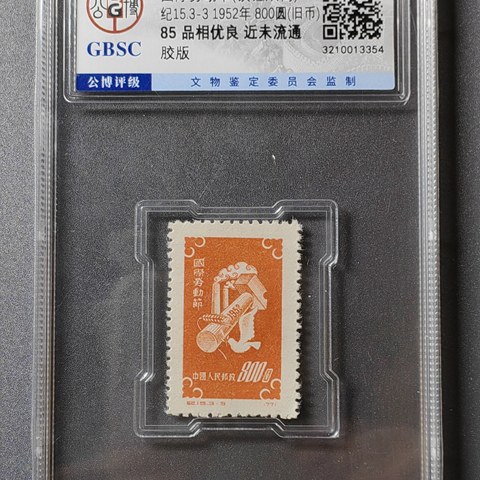 公博
纪15.3-3 1952年 800圆(旧币)
85 品相优良 近未流通
胶版
GBSC
公博评级
文物鉴定委员会监制
3210013354
國際勞動節
1952
中國人民郵政
800圓